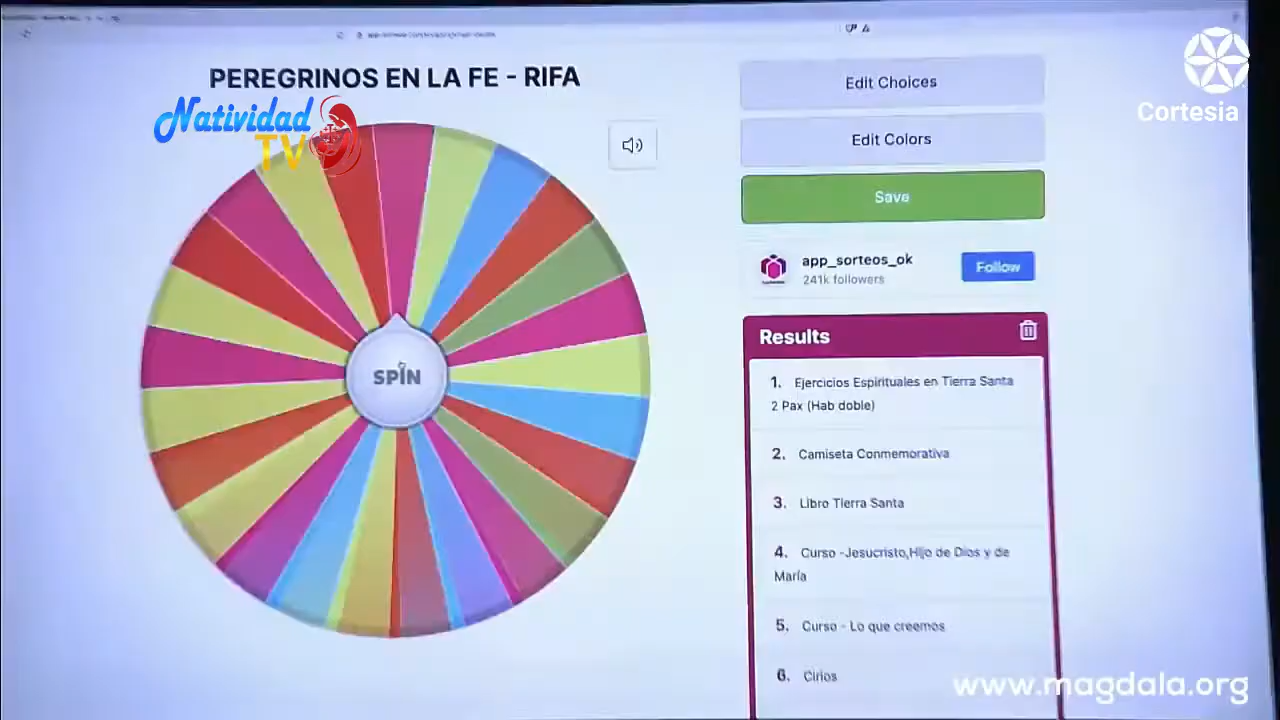 PEREGRINOS EN LA FE - RIFA
Natividad
TV
SPIN
Edit Choices
Edit Colors
Save
app_sorteos_ok
241k followers
Follow
Results
1. Ejercicios Espirituales en Tierra Santa
2 Pax (Hab doble)
2. Camiseta Conmemorativa
3. Libro Tierra Santa
4. Curso -Jesucristo,Hijo de Dios y de
María
5. Curso - Lo que creemos
6. Cirios
Cortesia
www.magdala.org